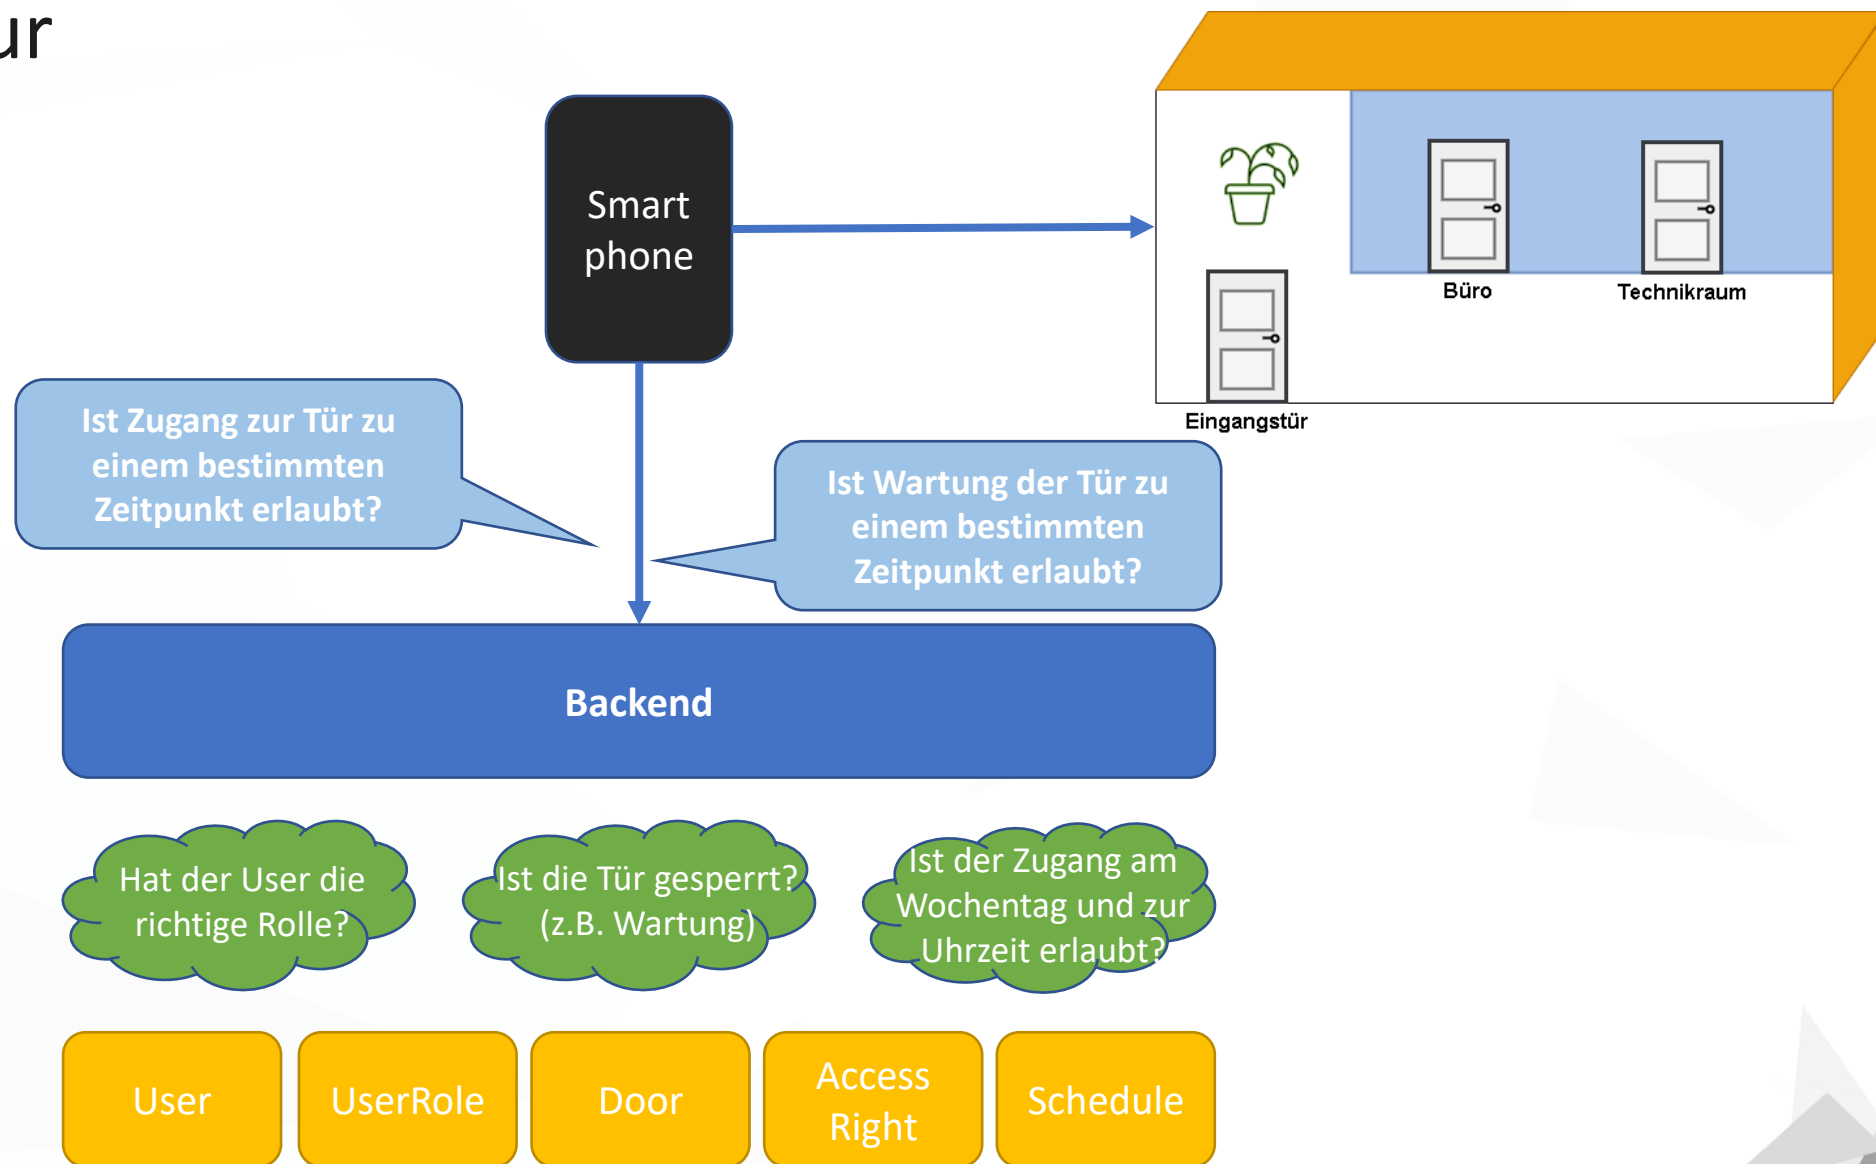 ur
Smart
phone
Büro
Technikraum
Eingangstür
Ist Zugang zur Tür zu
einem bestimmten
Zeitpunkt erlaubt?
Ist Wartung der Tür zu
einem bestimmten
Zeitpunkt erlaubt?
Backend
Hat der User die
richtige Rolle?
Ist die Tür gesperrt?
(z.B. Wartung)
Ist der Zugang am
Wochentag und zur
Uhrzeit erlaubt?
User
UserRole
Door
Access
Right
Schedule